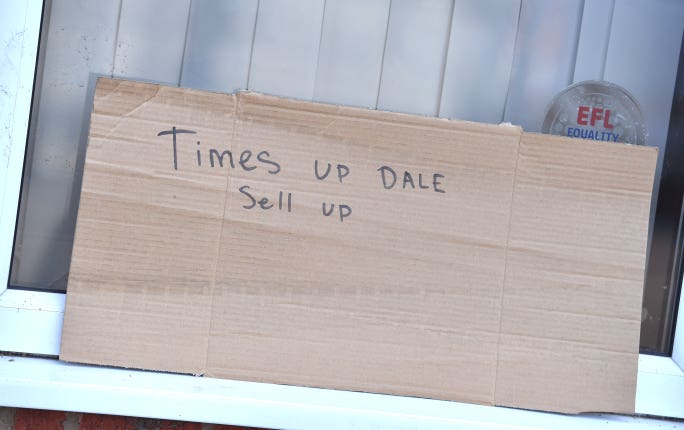 Times UP DALE
Sell UP
EFL
EQUALITY